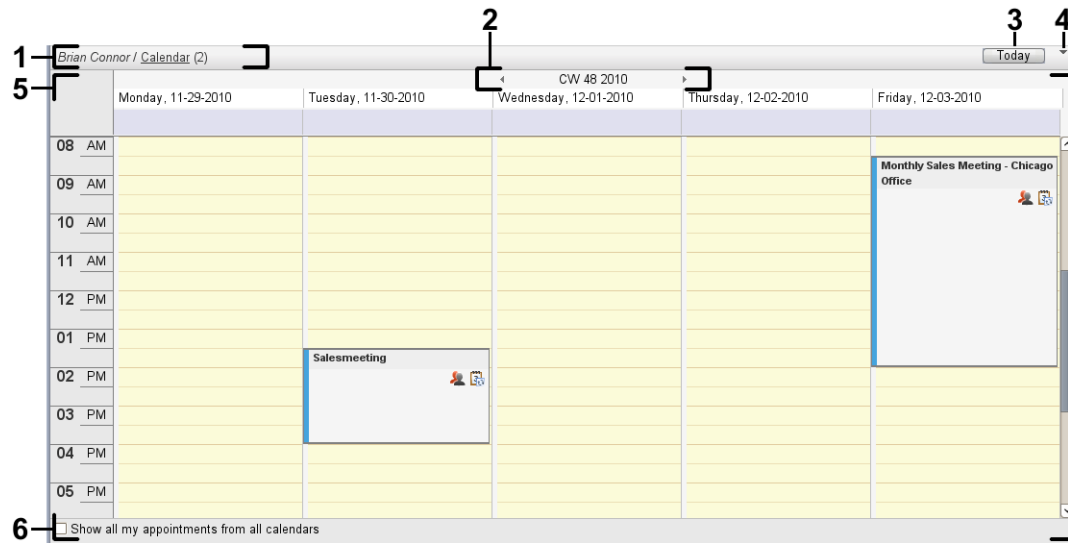 2
3
4
1
Brian Connor / Calendar (2)
Today
5
CW 48 2010
Monday, 11-29-2010
Tuesday, 11-30-2010
Wednesday, 12-01-2010
Thursday, 12-02-2010
Friday, 12-03-2010
08 AM
Monthly Sales Meeting - Chicago
Office
09 AM
10 AM
11 AM
12 PM
01 PM
Salesmeeting
02 PM
03 PM
04 PM
05 PM
6
Show all my appointments from all calendars